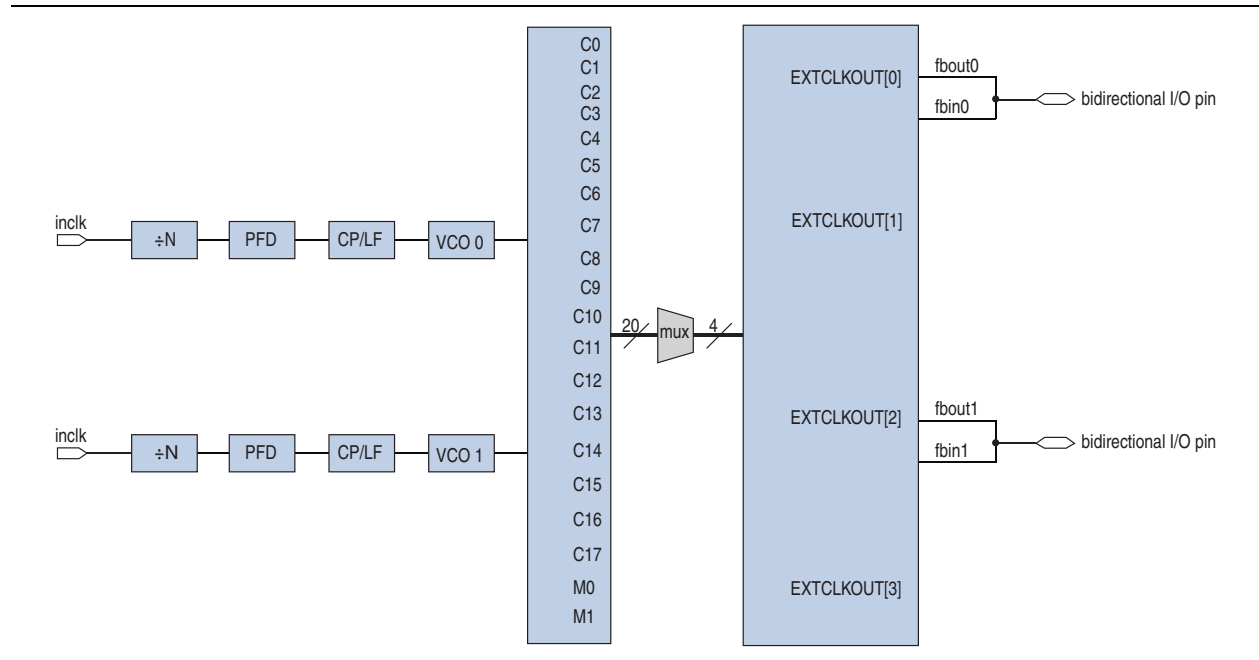 C0
C1
C2
C3
C4
C5
C6
C7
C8
C9
C10
C11
C12
C13
C14
C15
C16
C17
M0
M1
inclk
÷N
PFD
CP/LF
VCO 0
inclk
÷N
PFD
CP/LF
VCO 1
20
mux
4
EXTCLKOUT[0]
EXTCLKOUT[1]
EXTCLKOUT[2]
EXTCLKOUT[3]
fbout0
fbin0
bidirectional I/O pin
fbout1
fbin1
bidirectional I/O pin